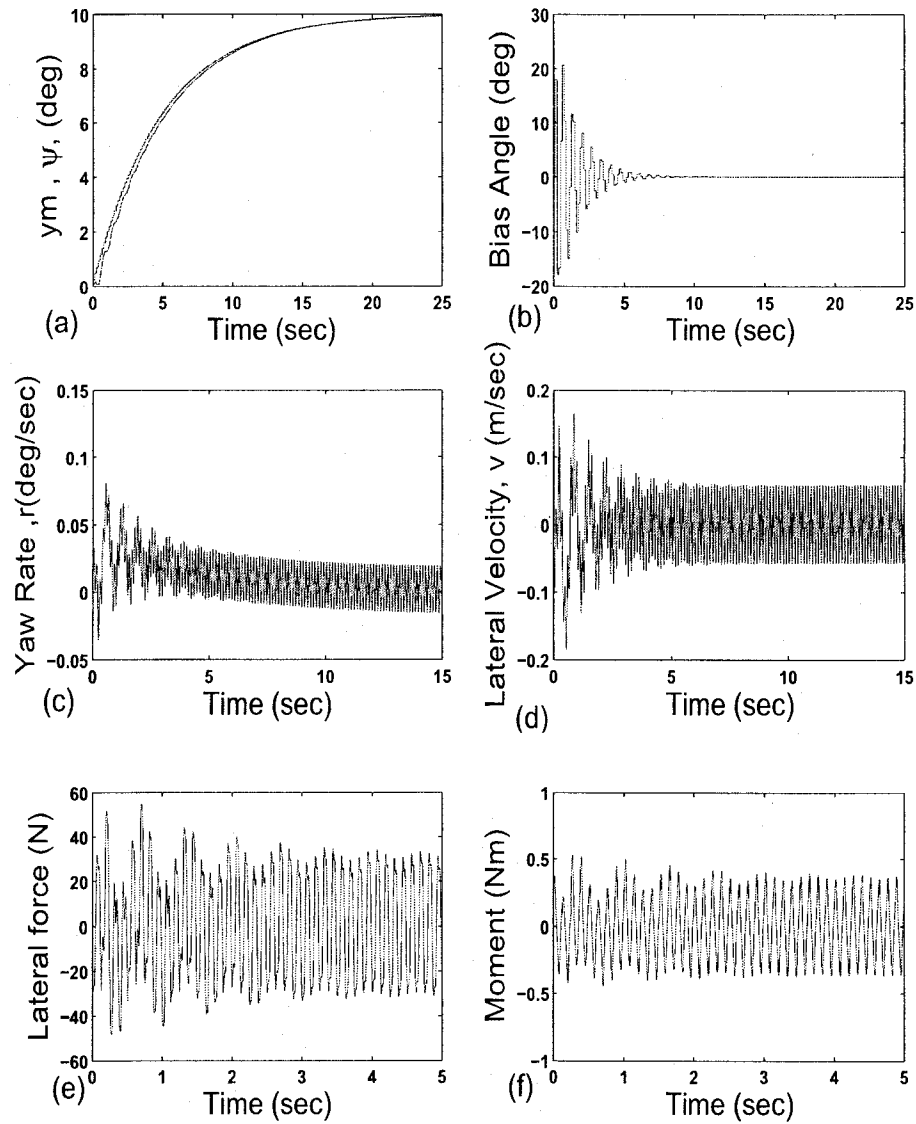 10
8
6
4
2
0
ym , ψ, (deg)
0 5 10 15 20 25
Time (sec)
(a)
30
20
10
0
−10
−20
Bias Angle (deg)
0 5 10 15 20 25
Time (sec)
(b)
0.15
0.1
0.05
0
−0.05
Yaw Rate ,r(deg/sec)
0 5 10 15
Time (sec)
(c)
0.2
0.1
0
−0.1
−0.2
Lateral Velocity, v (m/sec)
0 5 10 15
Time (sec)
(d)
60
40
20
0
−20
−40
−60
Lateral force (N)
0 1 2 3 4 5
Time (sec)
(e)
1
0.5
0
−0.5
−1
Moment (Nm)
0 1 2 3 4 5
Time (sec)
(f)